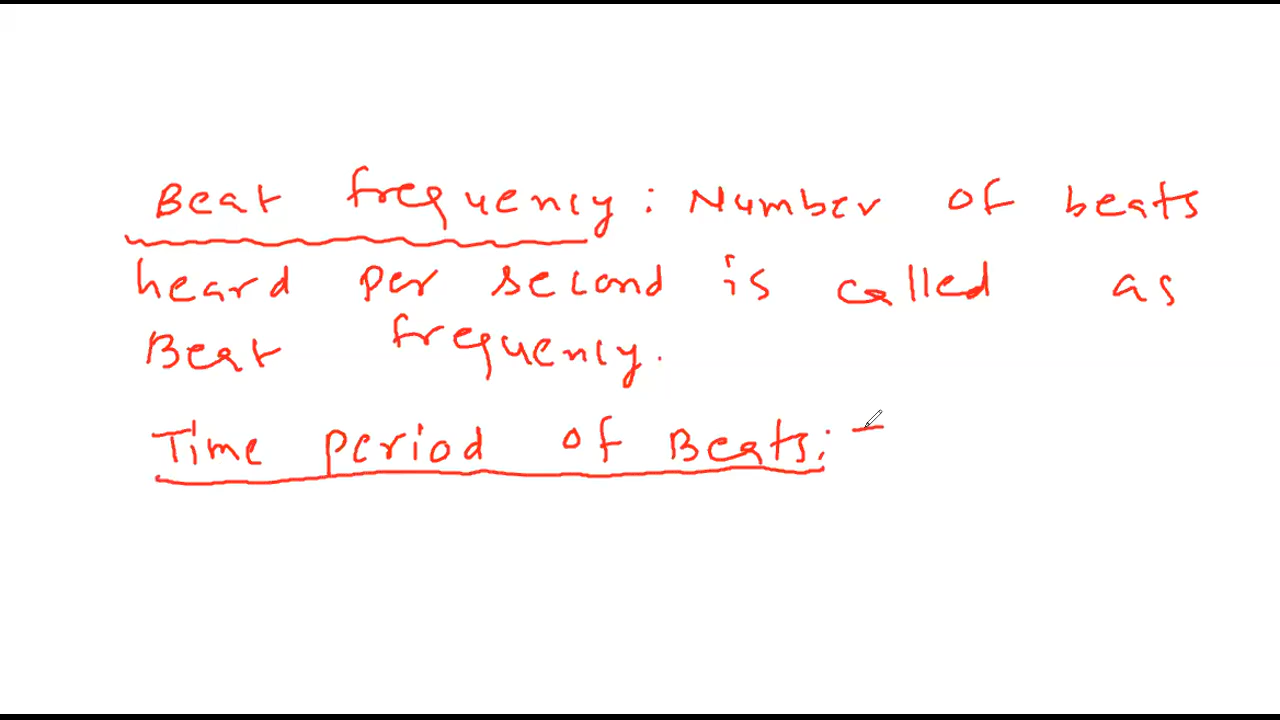 Beat frequency: Number of beats
heard per second is called as
Beat frequency.
Time period of Beats:-